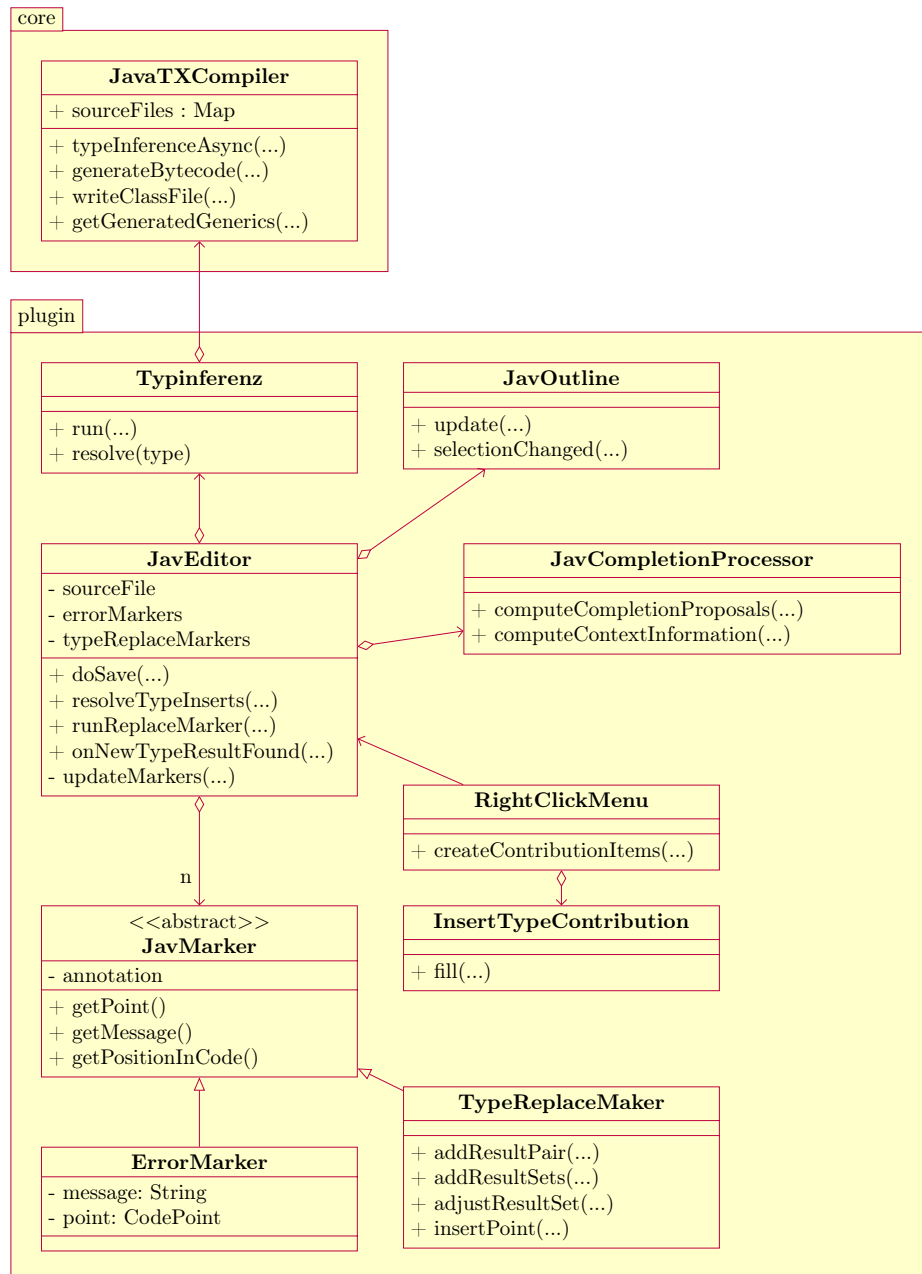 core
JavaTXCompiler
+ sourceFiles : Map
+ typeInferenceAsync(...)
+ generateBytecode(...)
+ writeClassFile(...)
+ getGeneratedGenerics(...)
plugin
Typinferenz
+ run(...)
+ resolve(type)
JavOutline
+ update(...)
+ selectionChanged(...)
JavEditor
- sourceFile
- errorMarkers
- typeReplaceMarkers
+ doSave(...)
+ resolveTypeInserts(...)
+ runReplaceMarker(...)
+ onNewTypeResultFound(...)
- updateMarkers(...)
JavCompletionProcessor
+ computeCompletionProposals(...)
+ computeContextInformation(...)
RightClickMenu
+ createContributionItems(...)
n
<<abstract>>
JavMarker
- annotation
+ getPoint()
+ getMessage()
+ getPositionInCode()
InsertTypeContribution
+ fill(...)
ErrorMarker
- message: String
- point: CodePoint
TypeReplaceMaker
+ addResultPair(...)
+ addResultSets(...)
+ adjustResultSet(...)
+ insertPoint(...)